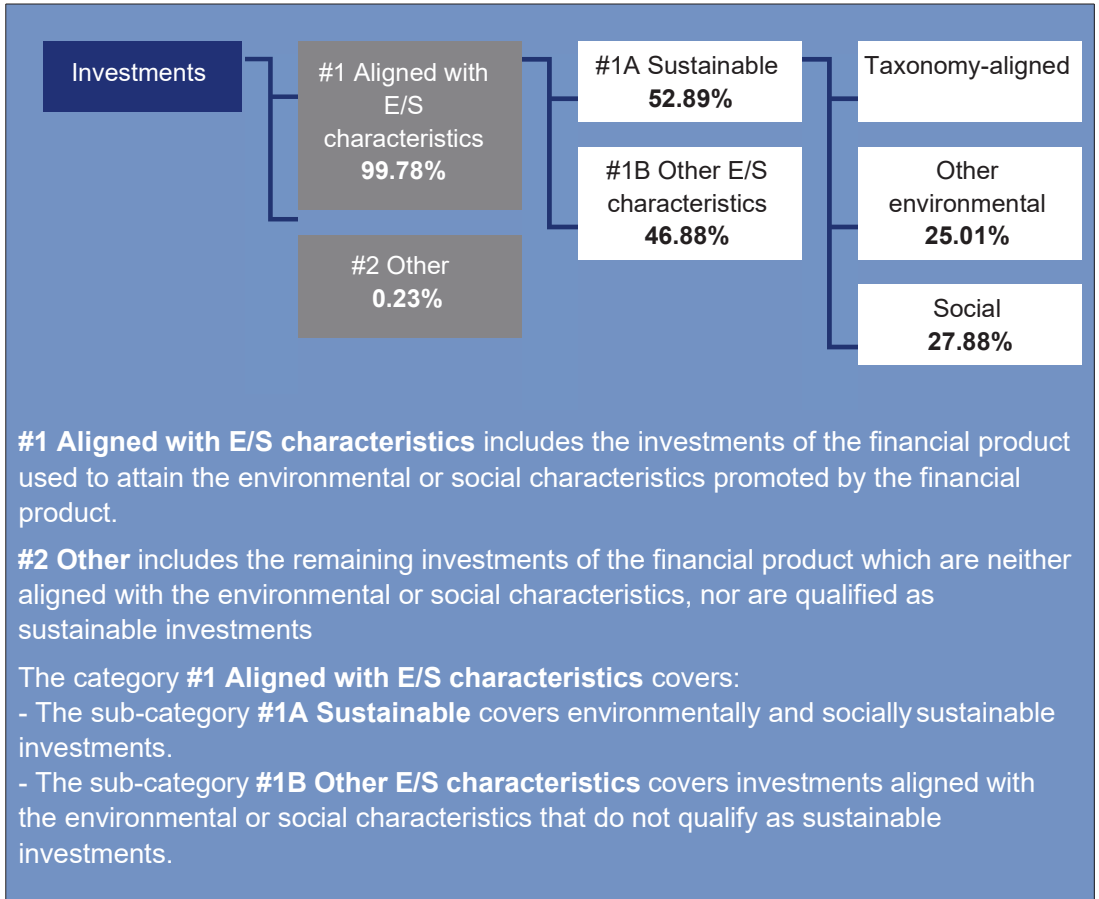 Investments
#1 Aligned with
E/S
characteristics
99.78%
#2 Other
0.23%
#1A Sustainable
52.89%
#1B Other E/S
characteristics
46.88%
Taxonomy-aligned
Other
environmental
25.01%
Social
27.88%
#1 Aligned with E/S characteristics includes the investments of the financial product
used to attain the environmental or social characteristics promoted by the financial
product.
#2 Other includes the remaining investments of the financial product which are neither
aligned with the environmental or social characteristics, nor are qualified as
sustainable investments
The category #1 Aligned with E/S characteristics covers:
- The sub-category #1A Sustainable covers environmentally and socially sustainable
investments.
- The sub-category #1B Other E/S characteristics covers investments aligned with
the environmental or social characteristics that do not qualify as sustainable
investments.